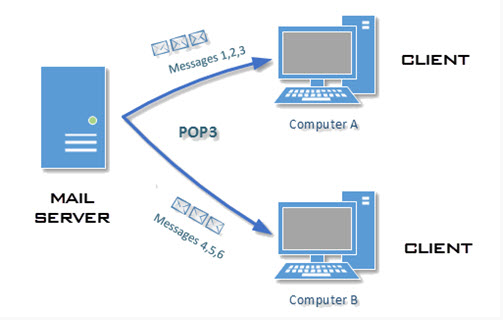 Messages 1,2,3
CLIENT
Computer A
POP3
MAIL
SERVER
Messages 4,5,6
CLIENT
Computer B